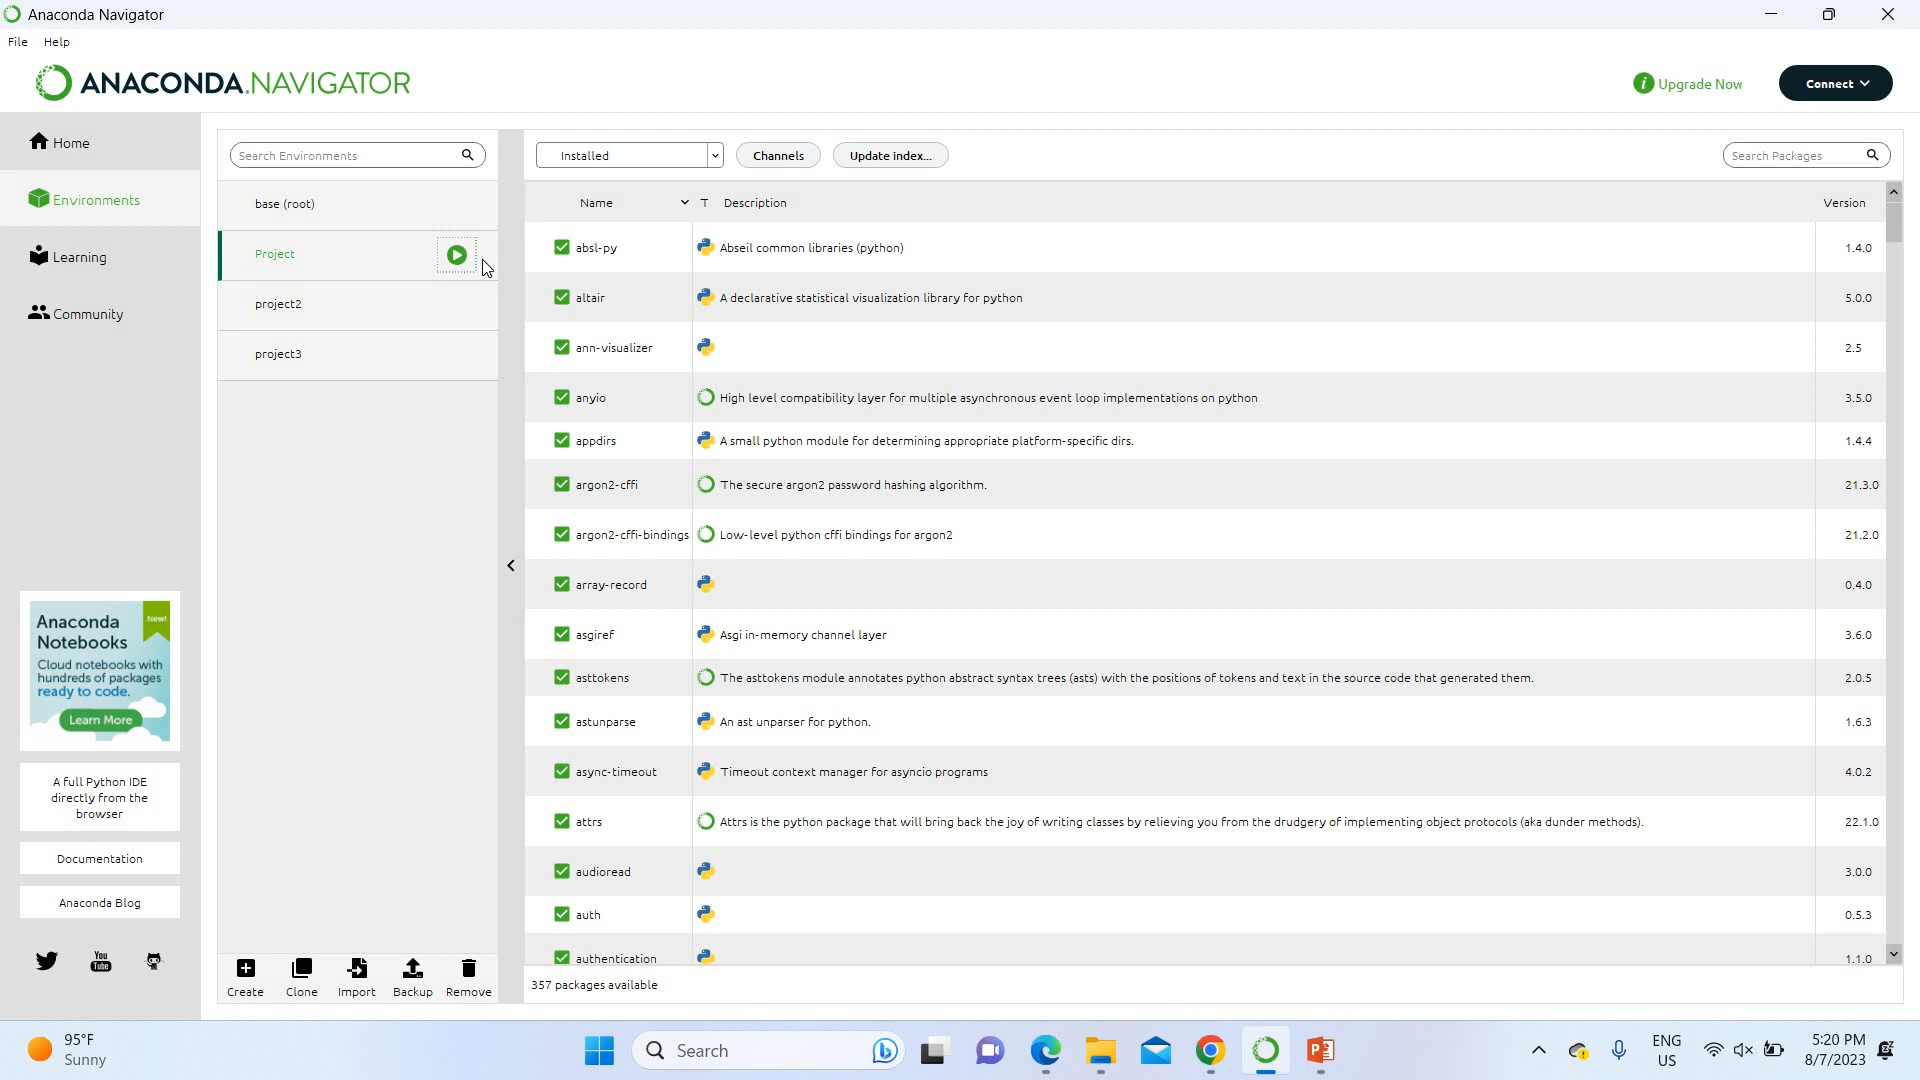 Anaconda Navigator
File Help
ANACONDA.NAVIGATOR
i Upgrade Now
Connect
Home
Environments
Learning
Community
Anaconda
Notebooks
New!
Cloud notebooks with
hundreds of packages
ready to code.
Learn More
A full Python IDE
directly from the
browser
Documentation
Anaconda Blog
You
Tube
Search Environments
base (root)
Project
project2
project3
Create Clone Import Backup Remove
Installed Channels Update index... Search Packages
Name T Description Version
absl-py Abseil common libraries (python) 1.4.0
altair A declarative statistical visualization library for python 5.0.0
ann-visualizer 2.5
anyio High level compatibility layer for multiple asynchronous event loop implementations on python 3.5.0
appdirs A small python module for determining appropriate platform-specific dirs. 1.4.4
argon2-cffi The secure argon2 password hashing algorithm. 21.3.0
argon2-cffi-bindings Low-level python cffi bindings for argon2 21.2.0
array-record 0.4.0
asgiref Asgi in-memory channel layer 3.6.0
asttokens The asttokens module annotates python abstract syntax trees (asts) with the positions of tokens and text in the source code that generated them. 2.0.5
astunparse An ast unparser for python. 1.6.3
async-timeout Timeout context manager for asyncio programs 4.0.2
attrs Attrs is the python package that will bring back the joy of writing classes by relieving you from the drudgery of implementing object protocols (aka dunder methods). 22.1.0
audioread 3.0.0
auth 0.5.3
authentication 1.1.0
357 packages available
95°F
Sunny
Search
ENG
US
5:20 PM
8/7/2023